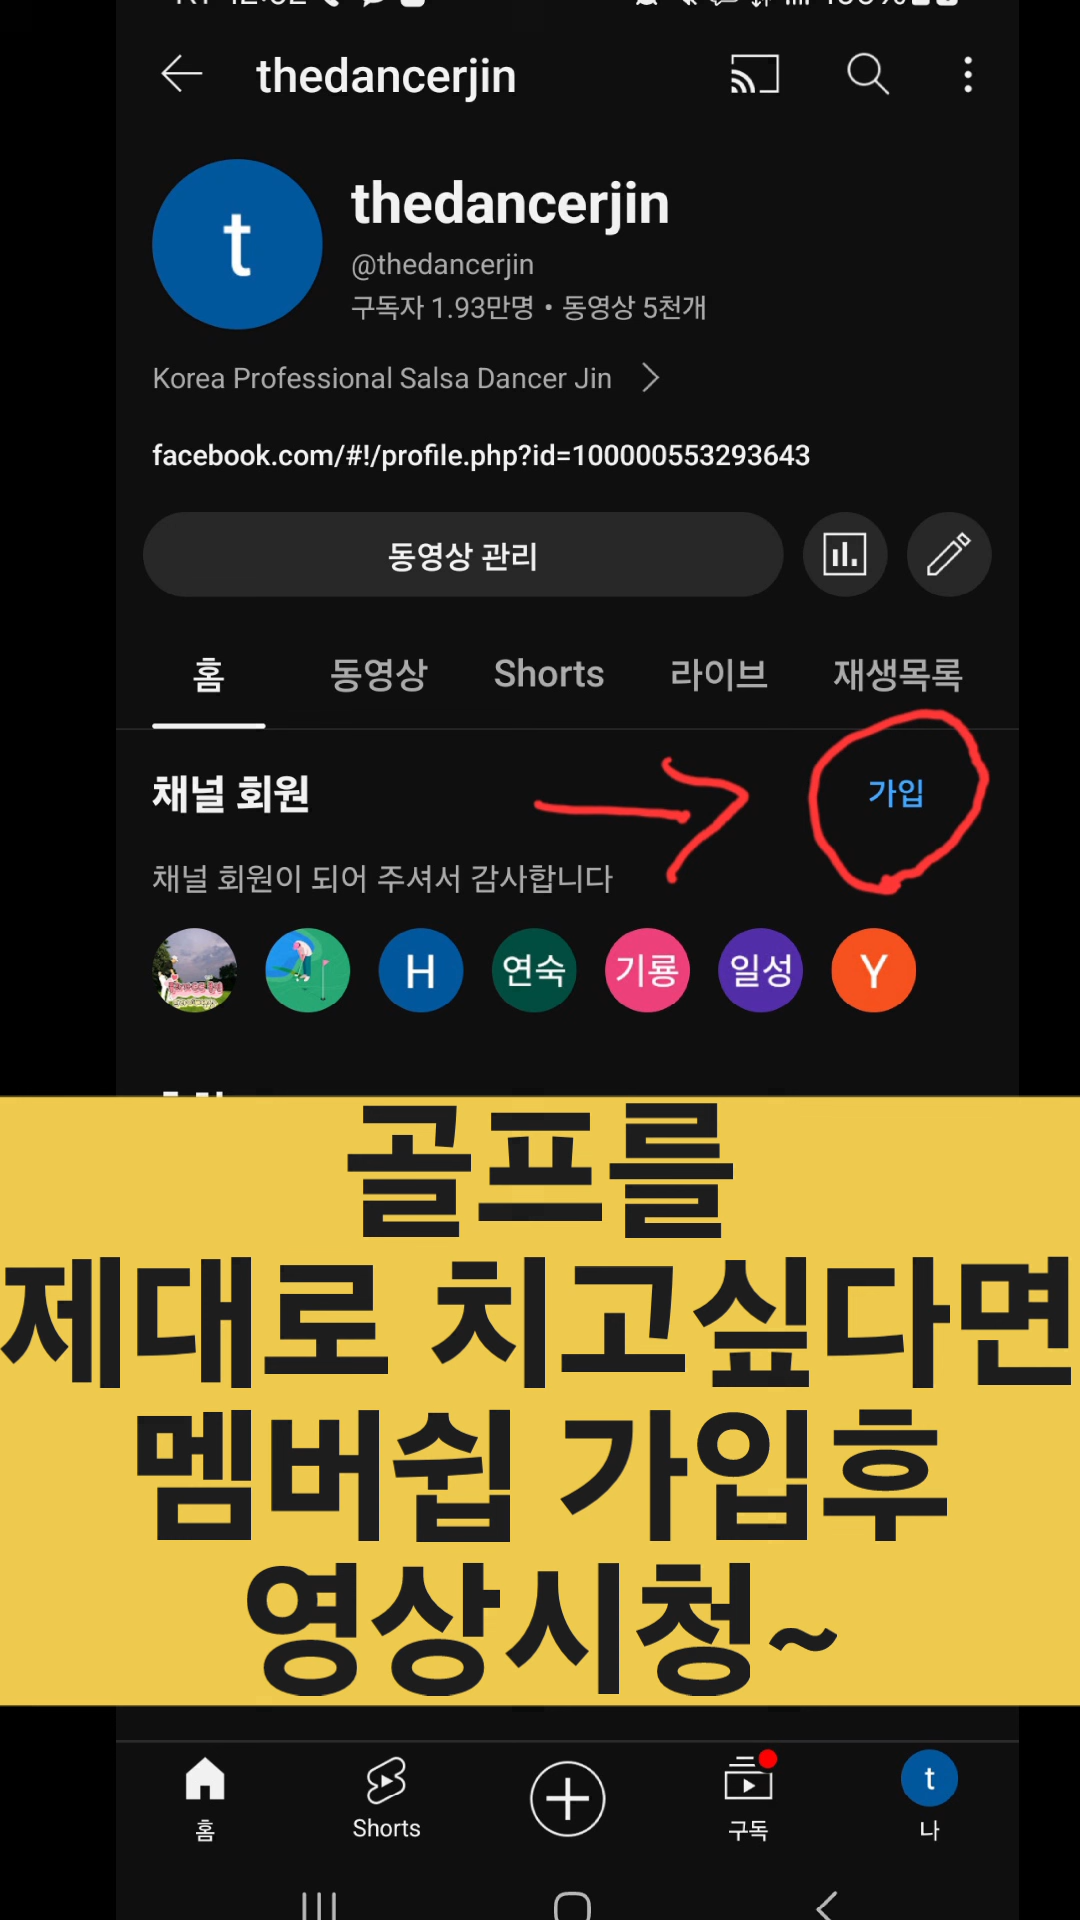 thedancerjin
t
thedancerjin
@thedancerjin
구독자 1.93만명 • 동영상 5천개
Korea Professional Salsa Dancer Jin
facebook.com/#!/profile.php?id=100000553293643
동영상 관리
홈 동영상 Shorts 라이브 재생목록
채널 회원 가입
채널 회원이 되어 주셔서 감사합니다
H 연숙 기룡 일성 Y
골프를
제대로 치고싶다면
멤버쉽 가입후
영상시청~
t
홈 Shorts 구독 나